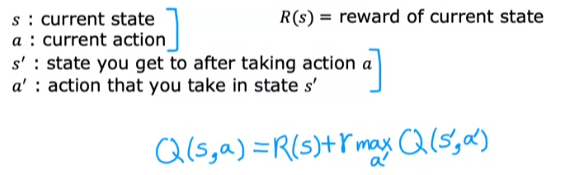 s : current state
R(s) = reward of current state
a : current action
s′ : state you get to after taking action a
a′ : action that you take in state s′
Q(s,a) = R(s)+γ max Q(s′,a′)
a′